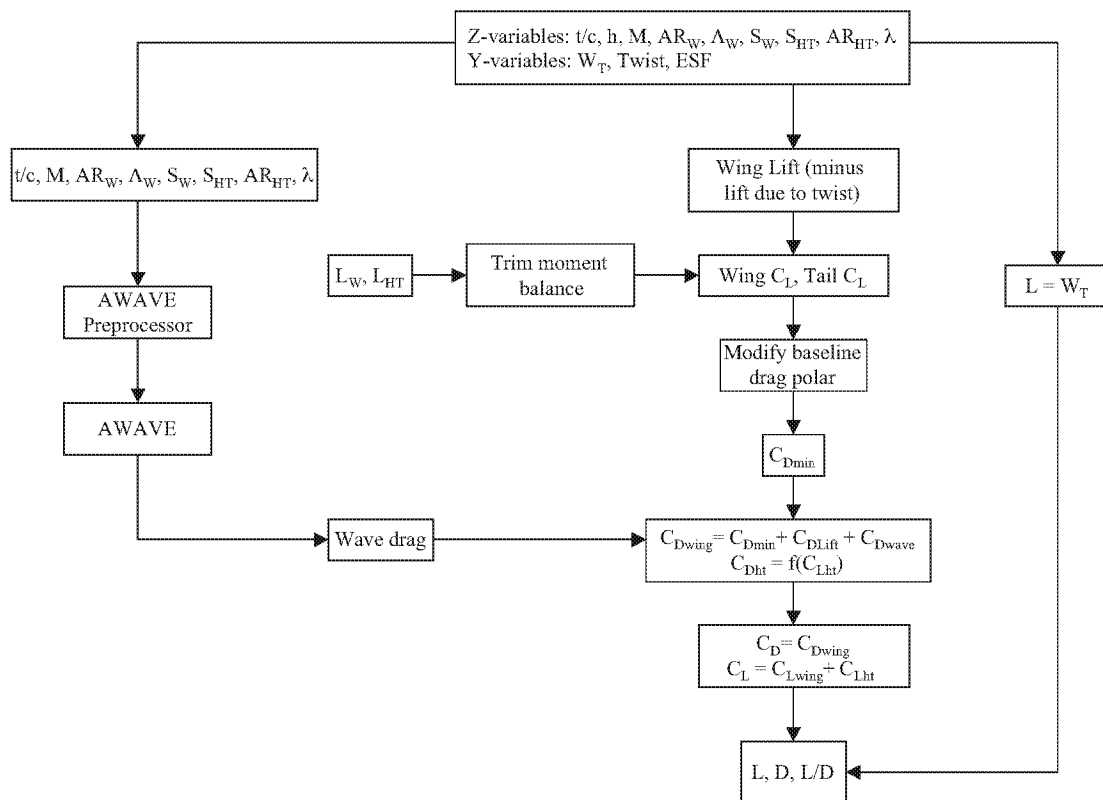 Z-variables: t/c, h, M, AR_W, Λ_W, S_W, S_HT, AR_HT, λ
Y-variables: W_T, Twist, ESF
t/c, M, AR_W, Λ_W, S_W, S_HT, AR_HT, λ
Wing Lift (minus
lift due to twist)
L_W, L_HT
Trim moment
balance
Wing C_L, Tail C_L
L = W_T
AWAVE
Preprocessor
Modify baseline
drag polar
AWAVE
C_Dmin
Wave drag
C_Dwing= C_Dmin+ C_DLift + C_Dwave
C_Dht = f(C_Lht)
C_D= C_Dwing
C_L = C_Lwing+ C_Lht
L, D, L/D